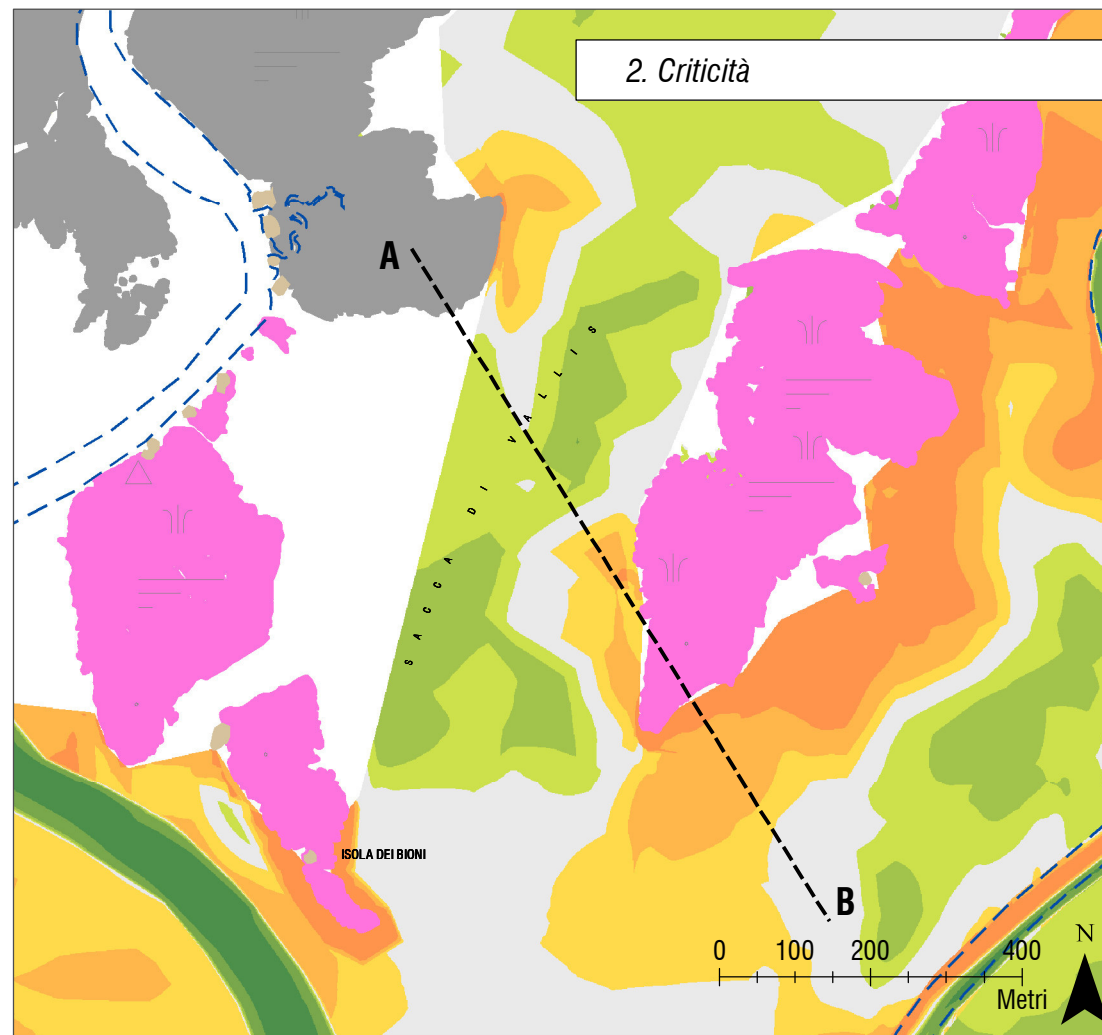 2. Criticità
A
SACCA DI VALLIS
ISOLA DEI BIONI
B
N
0 100 200 400
Metri